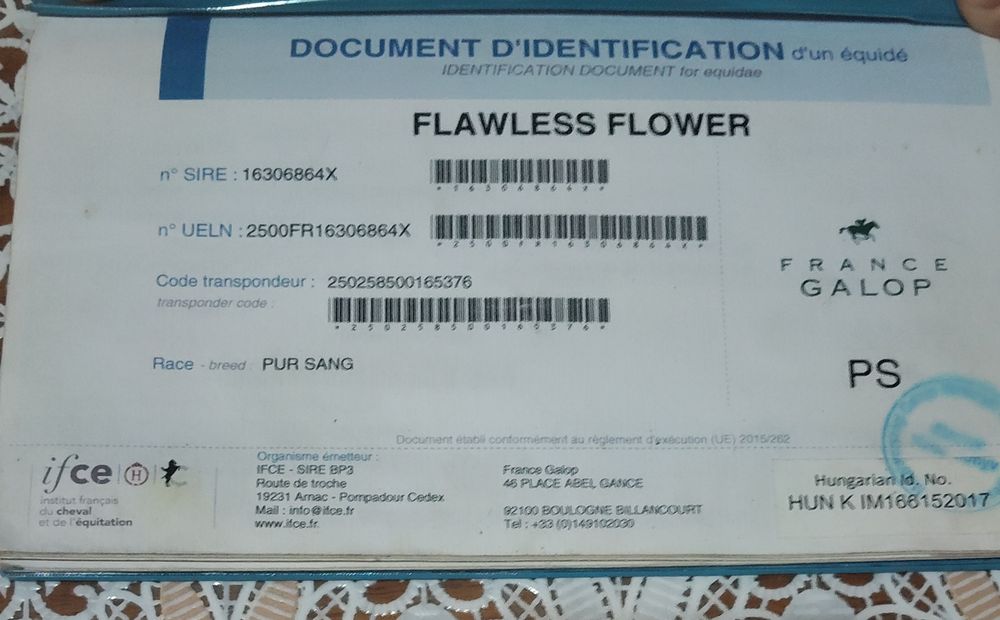 DOCUMENT D'IDENTIFICATION d'un équidé
IDENTIFICATION DOCUMENT for equidae
FLAWLESS FLOWER
n° SIRE : 16306864X
*16306864X*
n° UELN : 2500FR16306864X
*2500FR16306864X*
Code transpondeur : 250258500165376
transponder code :
*250258500165376*
Race - breed : PUR SANG
FRANCE
GALOP
PS
Document établi conformément au règlement d'exécution (UE) 2015/262
ifce H
institut français
du cheval
et de l'équitation
Organisme émetteur :
IFCE - SIRE BP3
Route de troche
19231 Arnac - Pompadour Cedex
Mail : info@ifce.fr
www.ifce.fr
France Galop
46 PLACE ABEL GANCE
92100 BOULOGNE BILLANCOURT
Tel : +33 (0)149102030
Hungarian Id. No.
HUN K IM166152017